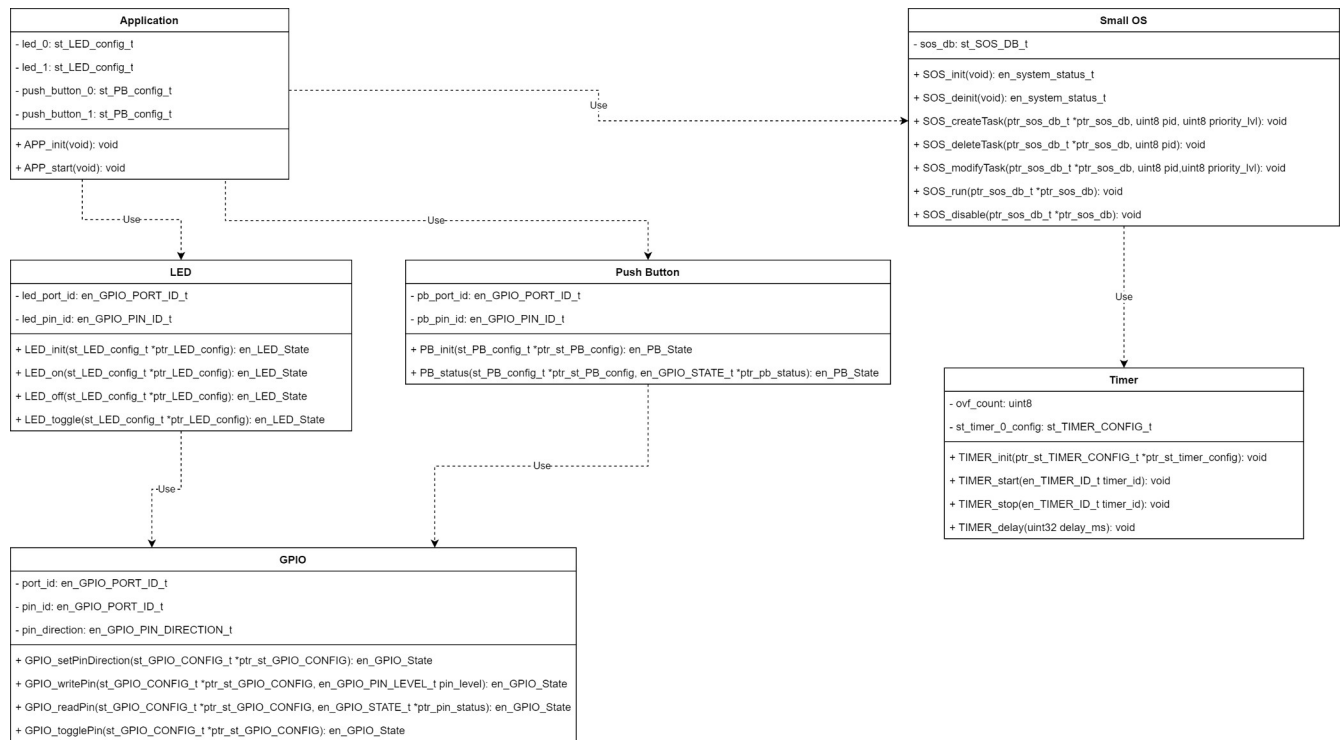 Application
- led_0: st_LED_config_t
- led_1: st_LED_config_t
- push_button_0: st_PB_config_t
- push_button_1: st_PB_config_t
+ APP_init(void): void
+ APP_start(void): void
Use
Small OS
- sos_db: st_SOS_DB_t
+ SOS_init(void): en_system_status_t
+ SOS_deinit(void): en_system_status_t
+ SOS_createTask(ptr_sos_db_t *ptr_sos_db, uint8 pid, uint8 priority_lvl): void
+ SOS_deleteTask(ptr_sos_db_t *ptr_sos_db, uint8 pid): void
+ SOS_modifyTask(ptr_sos_db_t *ptr_sos_db, uint8 pid,uint8 priority_lvl): void
+ SOS_run(ptr_sos_db_t *ptr_sos_db): void
+ SOS_disable(ptr_sos_db_t *ptr_sos_db): void
Use
Use
LED
- led_port_id: en_GPIO_PORT_ID_t
- led_pin_id: en_GPIO_PIN_ID_t
+ LED_init(st_LED_config_t *ptr_LED_config): en_LED_State
+ LED_on(st_LED_config_t *ptr_LED_config): en_LED_State
+ LED_off(st_LED_config_t *ptr_LED_config): en_LED_State
+ LED_toggle(st_LED_config_t *ptr_LED_config): en_LED_State
Push Button
- pb_port_id: en_GPIO_PORT_ID_t
- pb_pin_id: en_GPIO_PIN_ID_t
+ PB_init(st_PB_config_t *ptr_st_PB_config): en_PB_State
+ PB_status(st_PB_config_t *ptr_st_PB_config, en_GPIO_STATE_t *ptr_pb_status): en_PB_State
Use
Timer
- ovf_count: uint8
- st_timer_0_config: st_TIMER_CONFIG_t
+ TIMER_init(ptr_st_TIMER_CONFIG_t *ptr_st_timer_config): void
+ TIMER_start(en_TIMER_ID_t timer_id): void
+ TIMER_stop(en_TIMER_ID_t timer_id): void
+ TIMER_delay(uint32 delay_ms): void
Use
Use
GPIO
- port_id: en_GPIO_PORT_ID_t
- pin_id: en_GPIO_PORT_ID_t
- pin_direction: en_GPIO_PIN_DIRECTION_t
+ GPIO_setPinDirection(st_GPIO_CONFIG_t *ptr_st_GPIO_CONFIG): en_GPIO_State
+ GPIO_writePin(st_GPIO_CONFIG_t *ptr_st_GPIO_CONFIG, en_GPIO_PIN_LEVEL_t pin_level): en_GPIO_State
+ GPIO_readPin(st_GPIO_CONFIG_t *ptr_st_GPIO_CONFIG, en_GPIO_STATE_t *ptr_pin_status): en_GPIO_State
+ GPIO_togglePin(st_GPIO_CONFIG_t *ptr_st_GPIO_CONFIG): en_GPIO_State